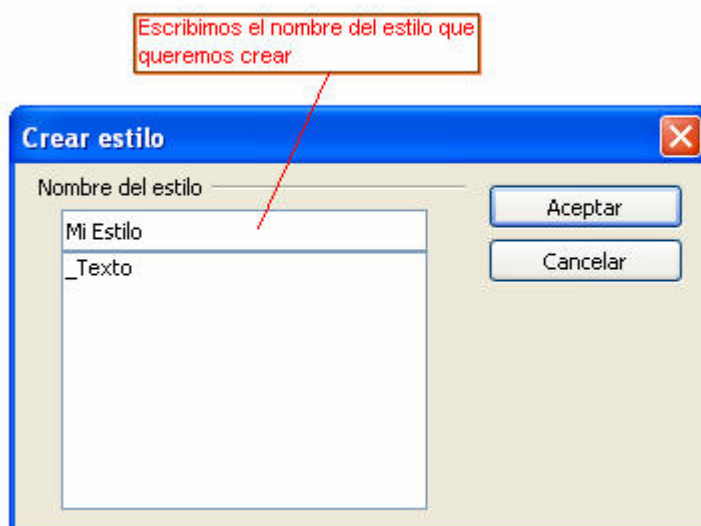 Escribimos el nombre del estilo que
queremos crear
Crear estilo
Nombre del estilo
Mi Estilo
_Texto
Aceptar
Cancelar